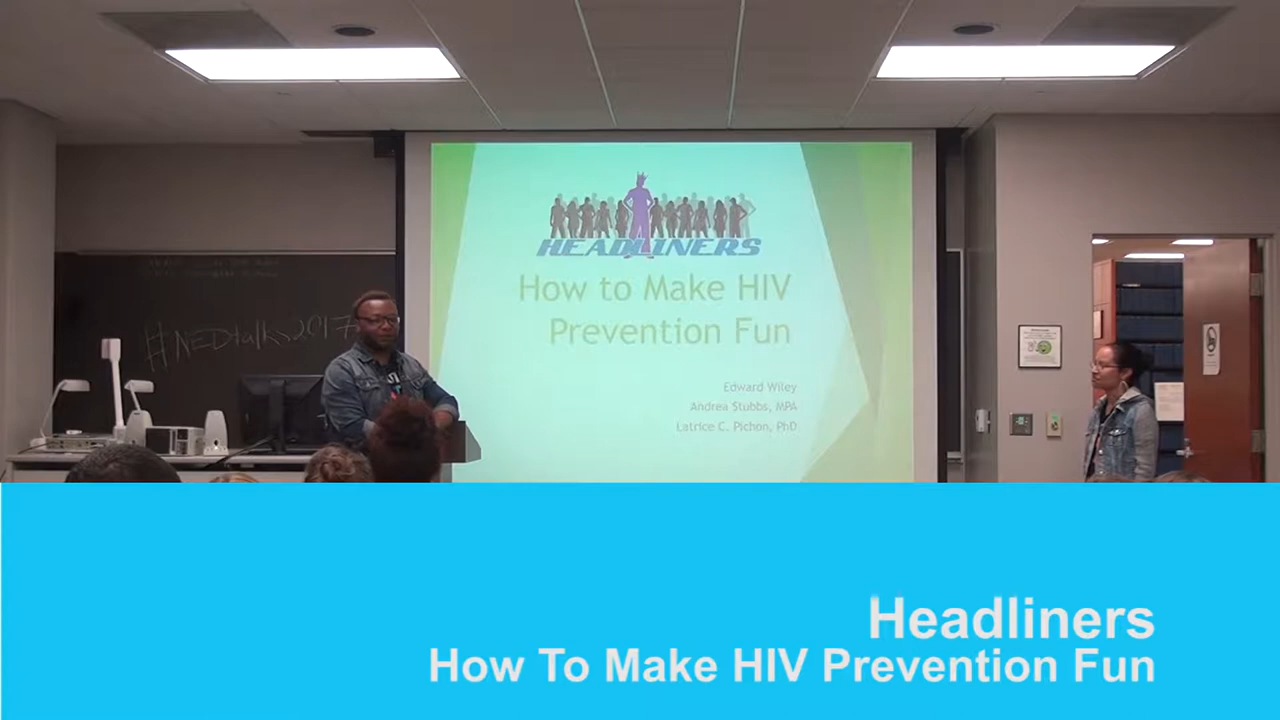 HEADLINERS
How to Make HIV
Prevention Fun
Edward Wiley
Andrea Stubbs, MPA
Latrice C. Pichon, PhD
#NEDtalks2017
Headliners
How To Make HIV Prevention Fun